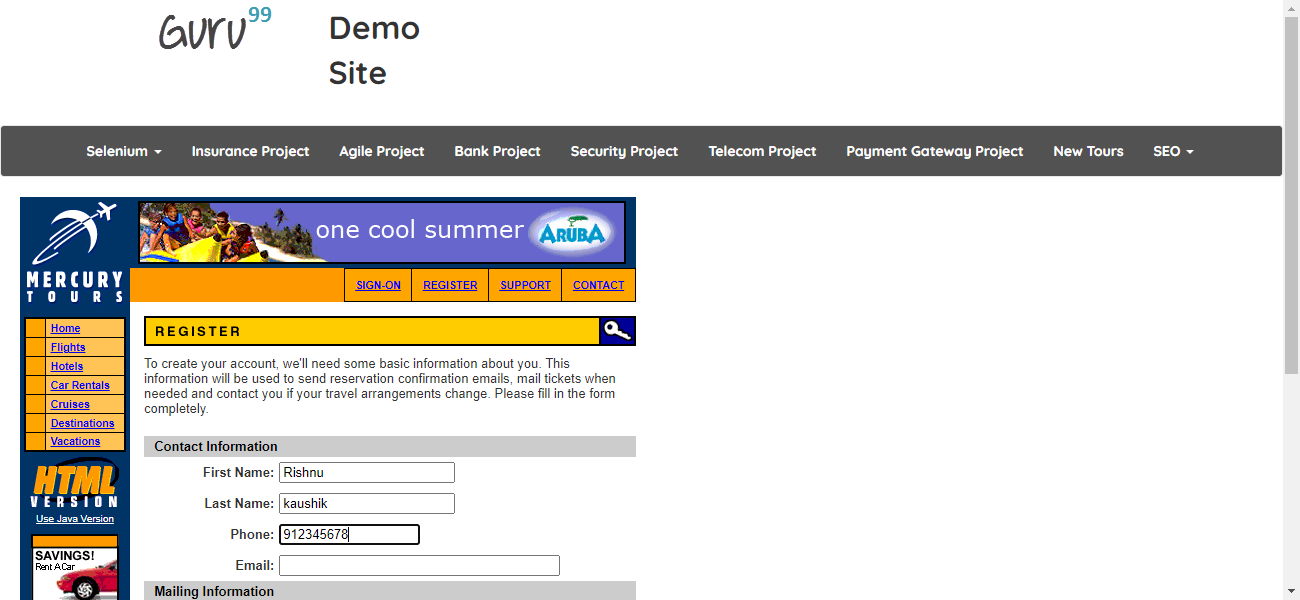 Guru99
Demo
Site
Selenium Insurance Project Agile Project Bank Project Security Project Telecom Project Payment Gateway Project New Tours SEO
one cool summer ARUBA
MERCURY
TOURS
SIGN-ON REGISTER SUPPORT CONTACT
Home
Flights
Hotels
Car Rentals
Cruises
Destinations
Vacations
HTML
VERSION
Use Java Version
SAVINGS!
Rent A Car
REGISTER
To create your account, we'll need some basic information about you. This
information will be used to send reservation confirmation emails, mail tickets when
needed and contact you if your travel arrangements change. Please fill in the form
completely.
Contact Information
First Name: Rishnu
Last Name: kaushik
Phone: 912345678
Email:
Mailing Information